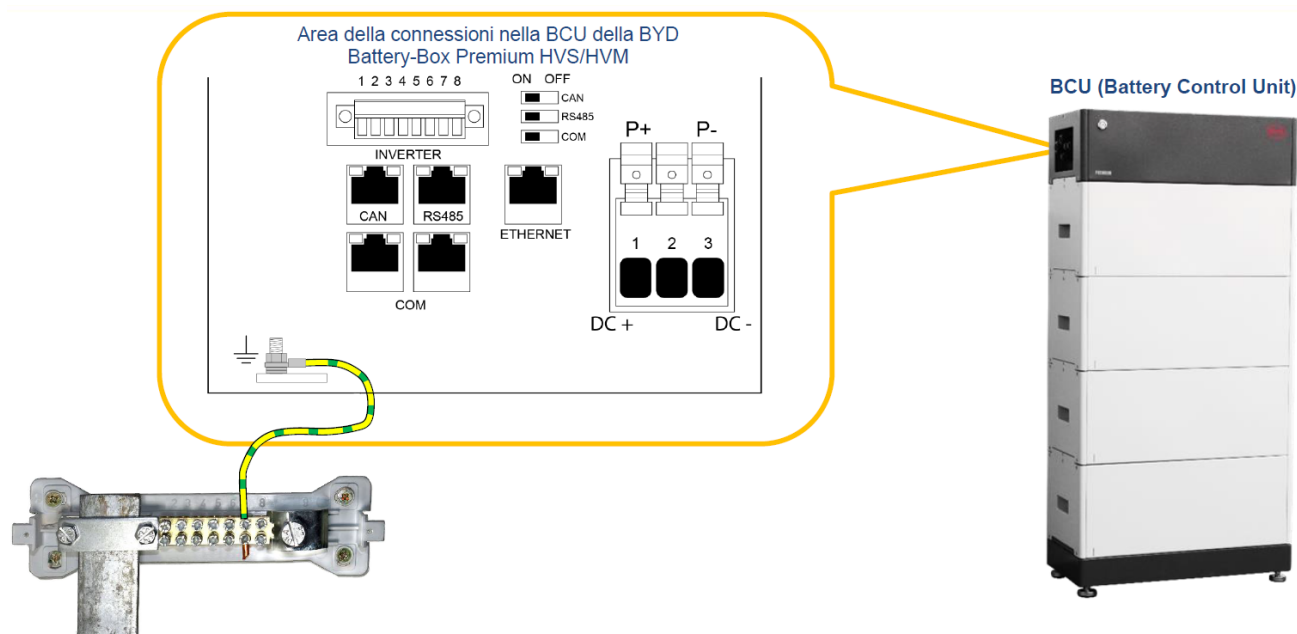 Area della connessioni nella BCU della BYD
Battery-Box Premium HVS/HVM
BCU (Battery Control Unit)
1 2 3 4 5 6 7 8
ON OFF
CAN
RS485
COM
P+ P-
INVERTER
CAN RS485
ETHERNET
COM
1 2 3
DC + DC -